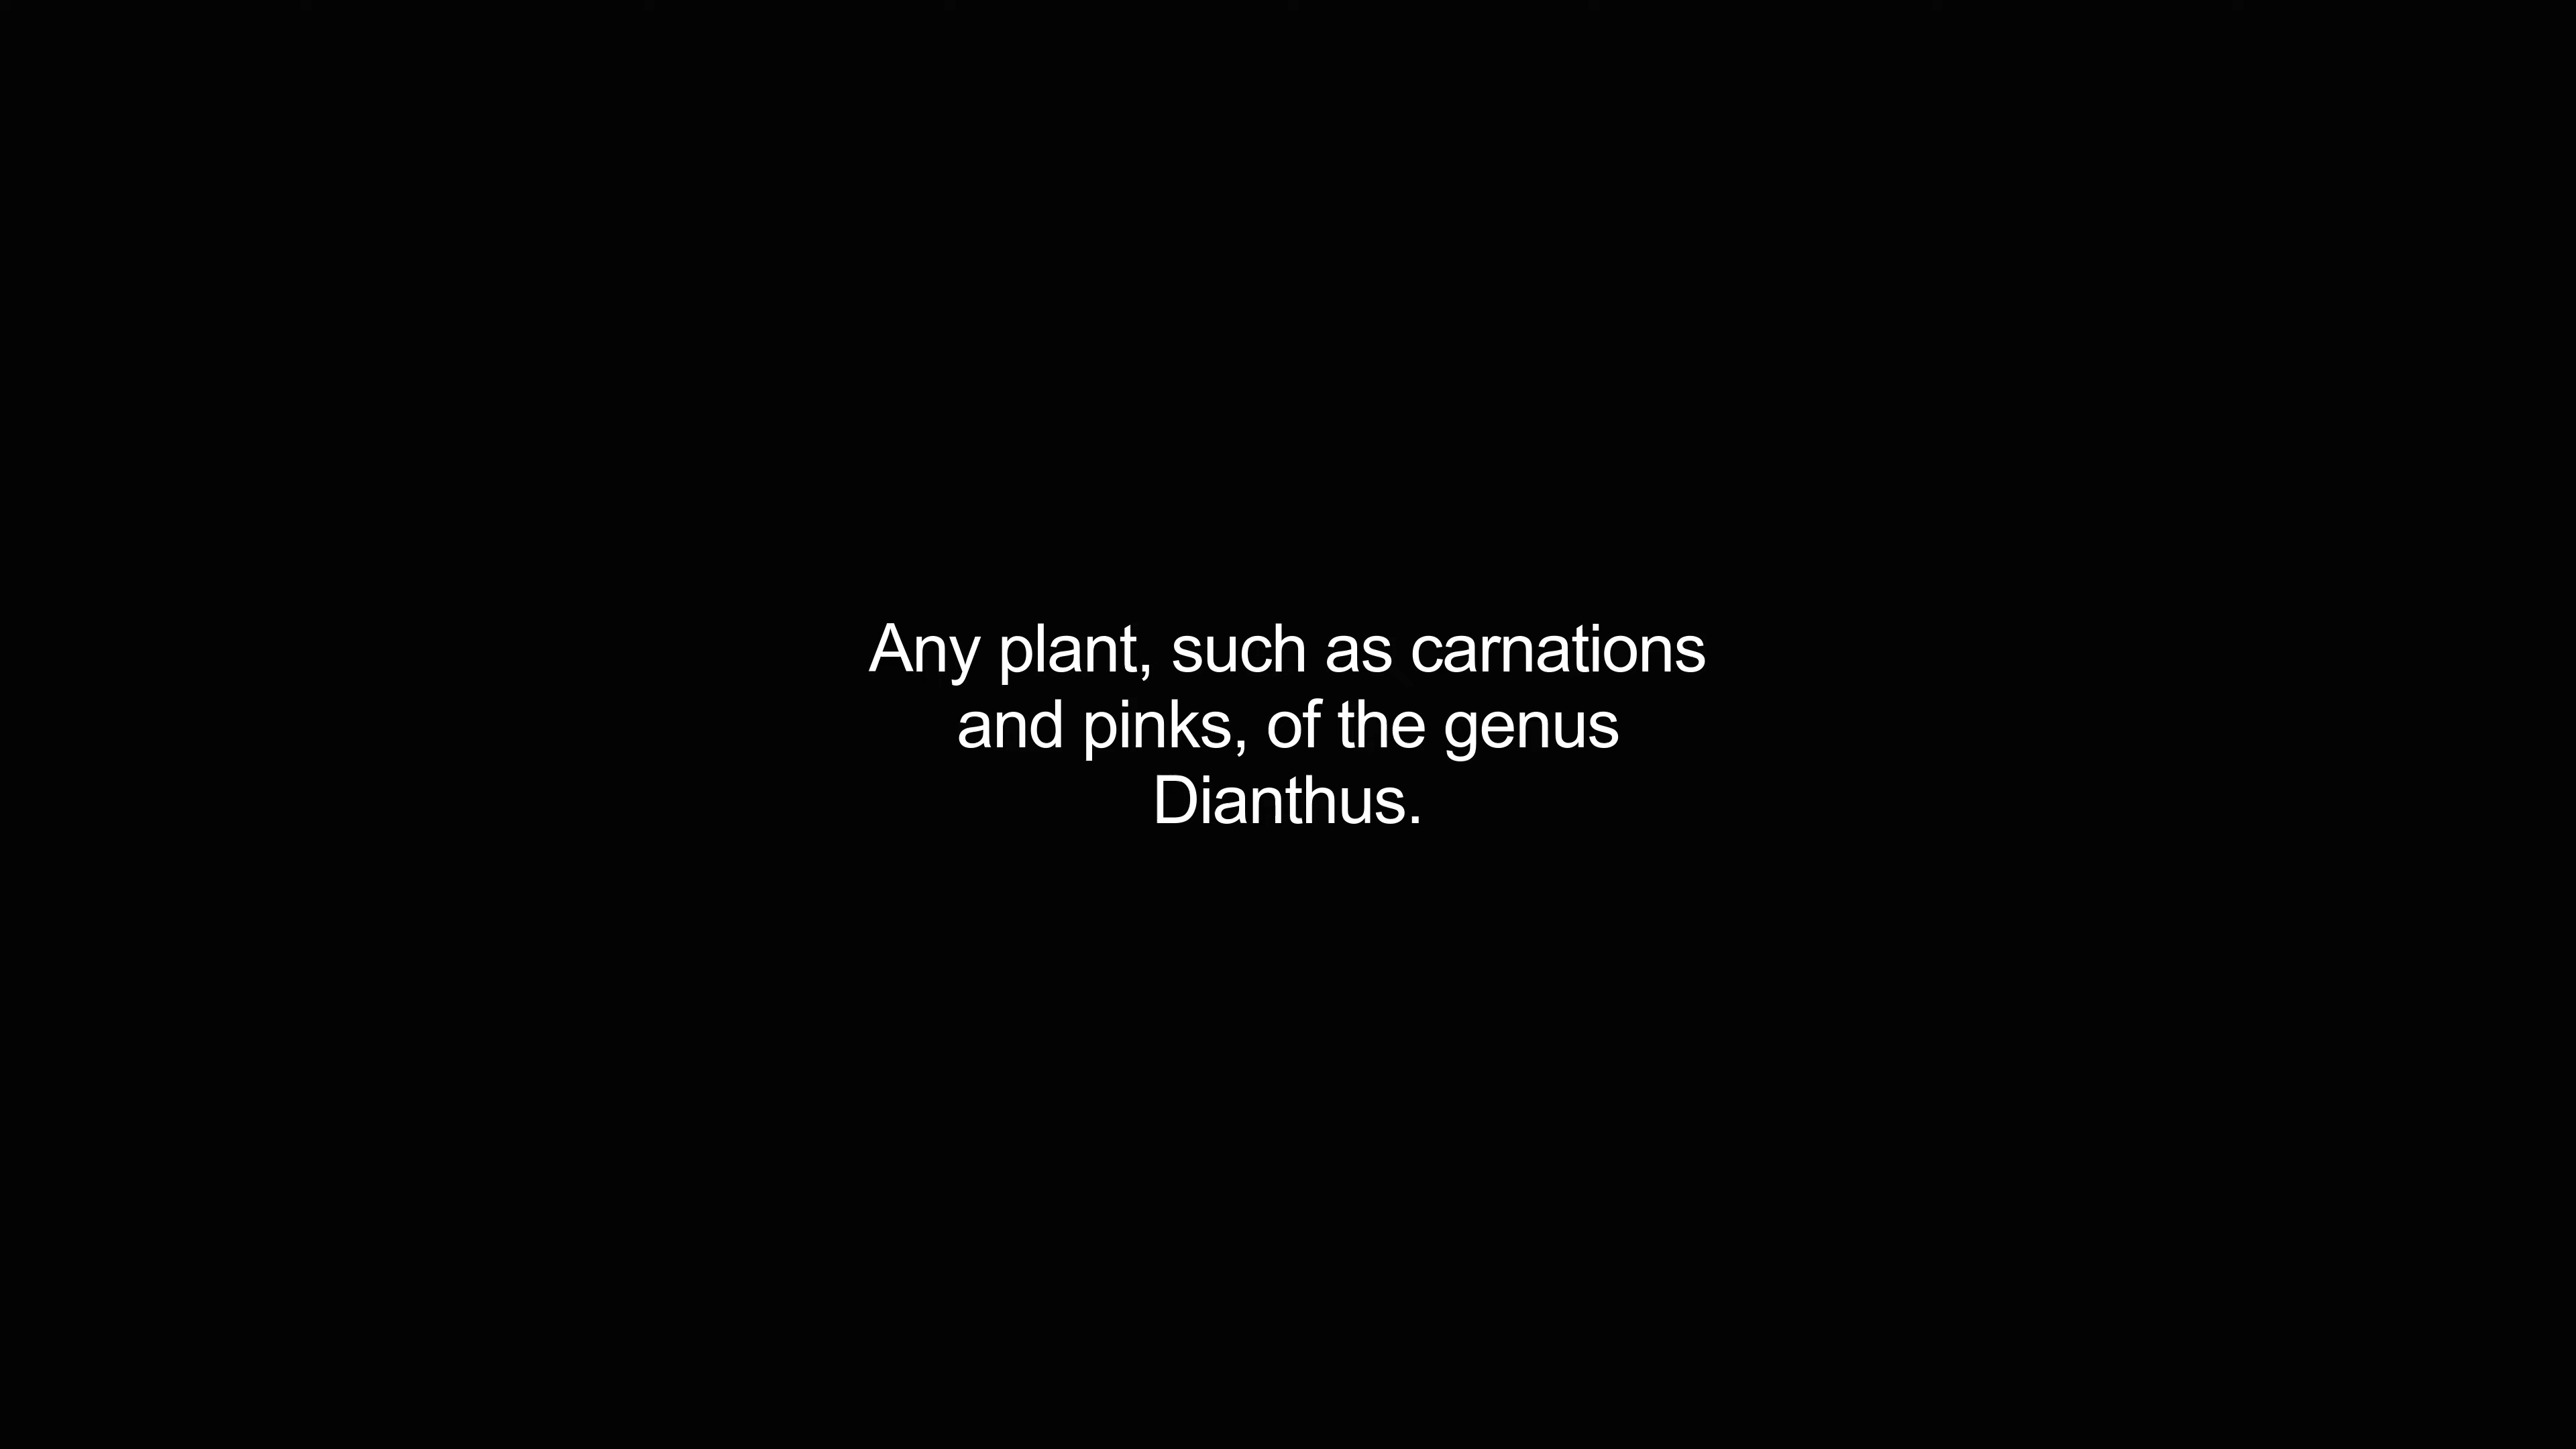 Any plant, such as carnations
and pinks, of the genus
Dianthus.